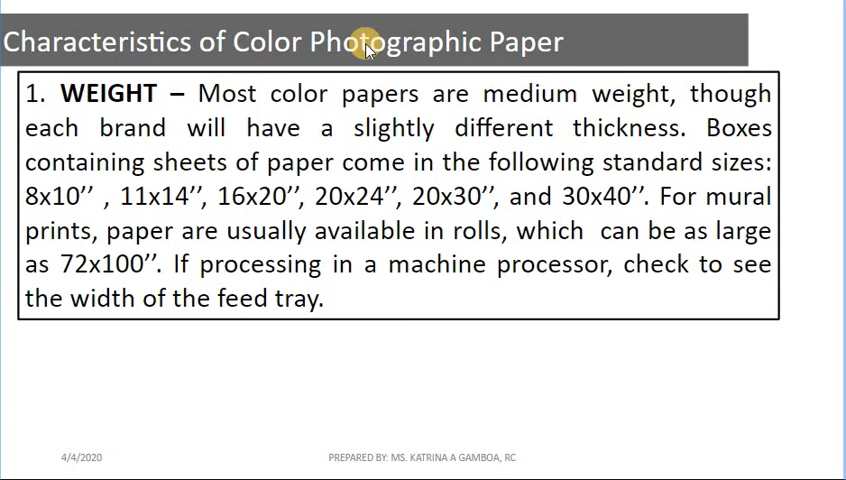 Characteristics of Color Photographic Paper
1. WEIGHT – Most color papers are medium weight, though
each brand will have a slightly different thickness. Boxes
containing sheets of paper come in the following standard sizes:
8x10’’ , 11x14’’, 16x20’’, 20x24’’, 20x30’’, and 30x40’’. For mural
prints, paper are usually available in rolls, which can be as large
as 72x100’’. If processing in a machine processor, check to see
the width of the feed tray.
4/4/2020
PREPARED BY: MS. KATRINA A GAMBOA, RC